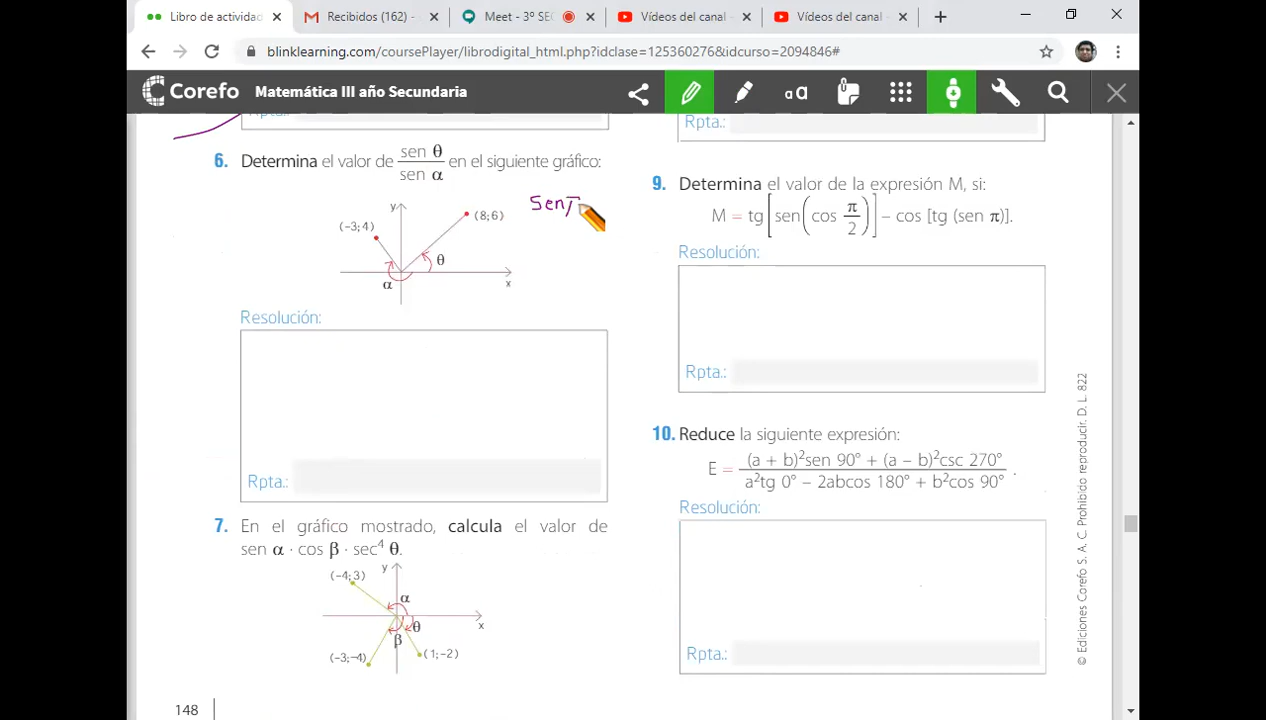 Libro de actividad
Recibidos (162) -
Meet - 3º SEC
Vídeos del canal -
Vídeos del canal -
blinklearning.com/coursePlayer/librodigital_html.php?idclase=125360276&idcurso=2094846#
Corefo
Matemática III año Secundaria
aA
Rpta.:
Rpta.:
6. Determina el valor de sen θ / sen α en el siguiente gráfico:
Sen
y
(8; 6)
(-3; 4)
θ
α
x
Resolución:
Rpta.:
7. En el gráfico mostrado, calcula el valor de
sen α · cos β · sec⁴ θ.
(-4; 3)
y
α
x
θ
β
(-3;-4)
(1;-2)
148
9. Determina el valor de la expresión M, si:
M = tg [sen(cos π/2)] – cos [tg (sen π)].
Resolución:
Rpta.:
10. Reduce la siguiente expresión:
E = (a + b)²sen 90° + (a – b)²csc 270° / a²tg 0° – 2abcos 180° + b²cos 90° .
Resolución:
Rpta.:
© Ediciones Corefo S. A. C. Prohibido reproducir. D. L. 822